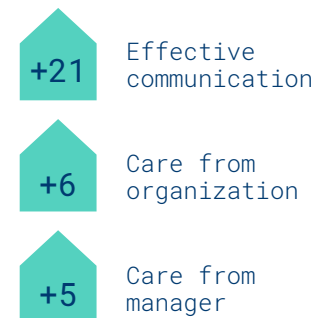 +21
Effective
communication
+6
Care from
organization
+5
Care from
manager